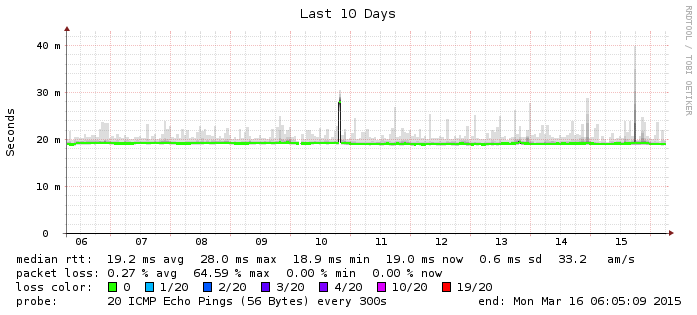 Last 10 Days
RRDTOOL / TOBI OETIKER
Seconds
40 m
30 m
20 m
10 m
0
06 07 08 09 10 11 12 13 14 15
median rtt: 19.2 ms avg 28.0 ms max 18.9 ms min 19.0 ms now 0.6 ms sd 33.2 am/s
packet loss: 0.27 % avg 64.59 % max 0.00 % min 0.00 % now
loss color: 0 1/20 2/20 3/20 4/20 10/20 19/20
probe: 20 ICMP Echo Pings (56 Bytes) every 300s end: Mon Mar 16 06:05:09 2015